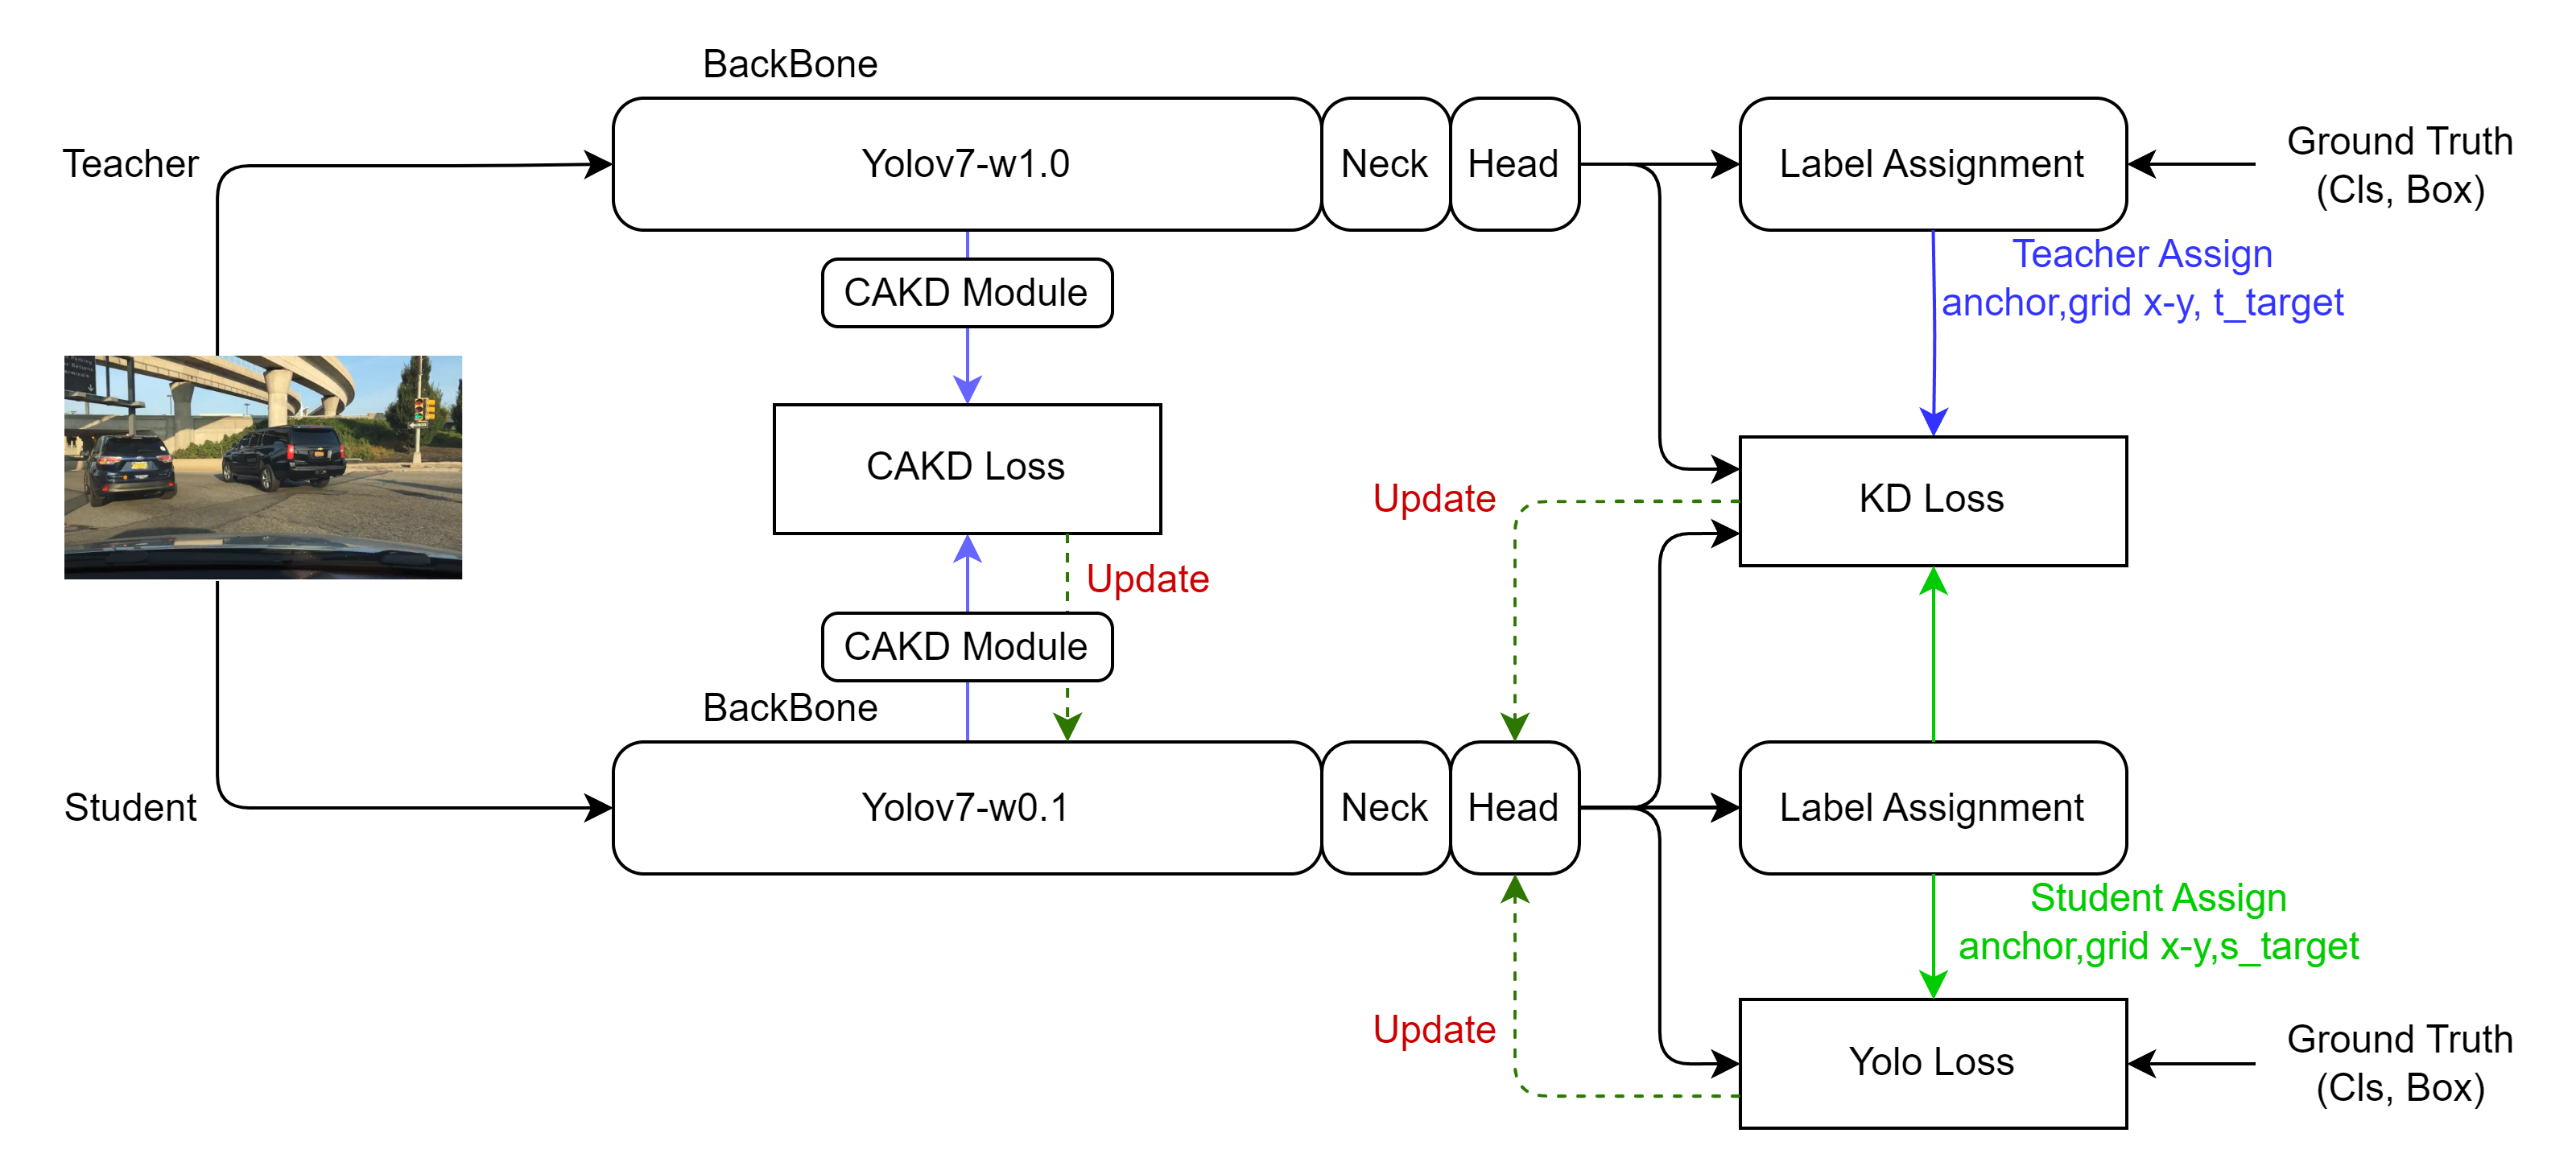 BackBone
Teacher
Yolov7-w1.0
Neck
Head
Label Assignment
Ground Truth
(Cls, Box)
CAKD Module
Teacher Assign
anchor,grid x-y, t_target
CAKD Loss
KD Loss
Update
Update
CAKD Module
BackBone
Student
Yolov7-w0.1
Neck
Head
Label Assignment
Student Assign
anchor,grid x-y,s_target
Update
Yolo Loss
Ground Truth
(Cls, Box)